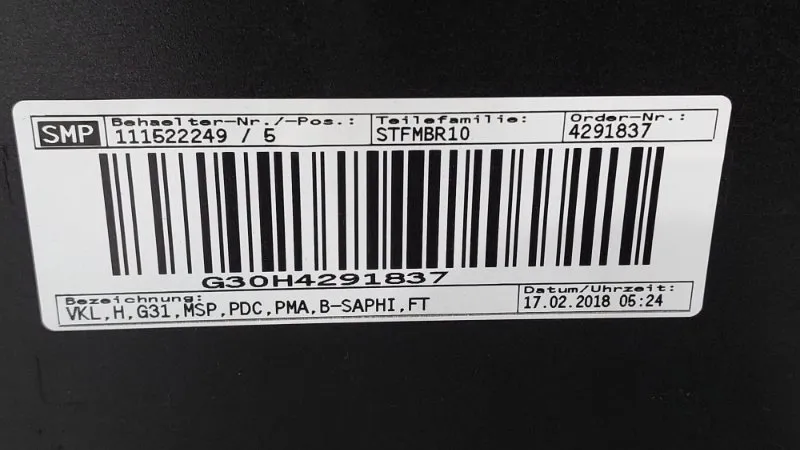 SMP
Behaelter-Nr./-Pos.: Teilefamilie: Order-Nr.:
111522249 / 5 STFMBR10 4291837
G30H4291837
Bezeichnung: Datum/Uhrzeit:
VKL,H,G31,MSP,PDC,PMA,B-SAPHI,FT 17.02.2018 05:24